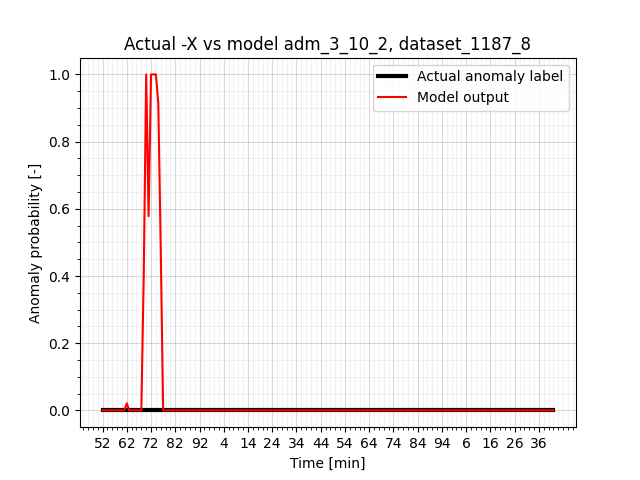 Actual -X vs model adm_3_10_2, dataset_1187_8
Actual anomaly label
Model output
Anomaly probability [-]
1.0
0.8
0.6
0.4
0.2
0.0
52 62 72 82 92 4 14 24 34 44 54 64 74 84 94 6 16 26 36
Time [min]